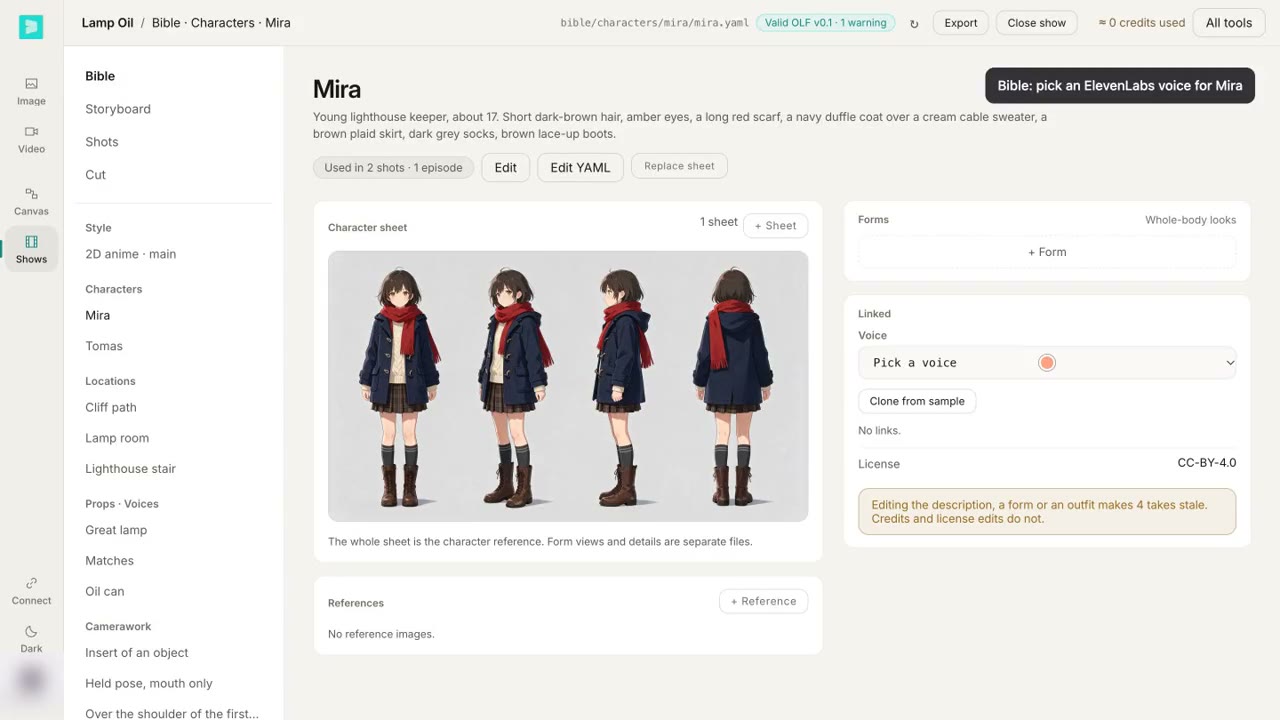 Lamp Oil / Bible · Characters · Mira
bible/characters/mira/mira.yaml
Valid OLF v0.1 · 1 warning
↻
Export
Close show
≈ 0 credits used
All tools
Image
Video
Canvas
Shows
Connect
Dark
Bible
Storyboard
Shots
Cut
Style
2D anime · main
Characters
Mira
Tomas
Locations
Cliff path
Lamp room
Lighthouse stair
Props · Voices
Great lamp
Matches
Oil can
Camerawork
Insert of an object
Held pose, mouth only
Over the shoulder of the first...
Mira
Bible: pick an ElevenLabs voice for Mira
Young lighthouse keeper, about 17. Short dark-brown hair, amber eyes, a long red scarf, a navy duffle coat over a cream cable sweater, a
brown plaid skirt, dark grey socks, brown lace-up boots.
Used in 2 shots · 1 episode
Edit
Edit YAML
Replace sheet
Character sheet
1 sheet
+ Sheet
The whole sheet is the character reference. Form views and details are separate files.
References
+ Reference
No reference images.
Forms
Whole-body looks
+ Form
Linked
Voice
Pick a voice
Clone from sample
No links.
License
CC-BY-4.0
Editing the description, a form or an outfit makes 4 takes stale.
Credits and license edits do not.